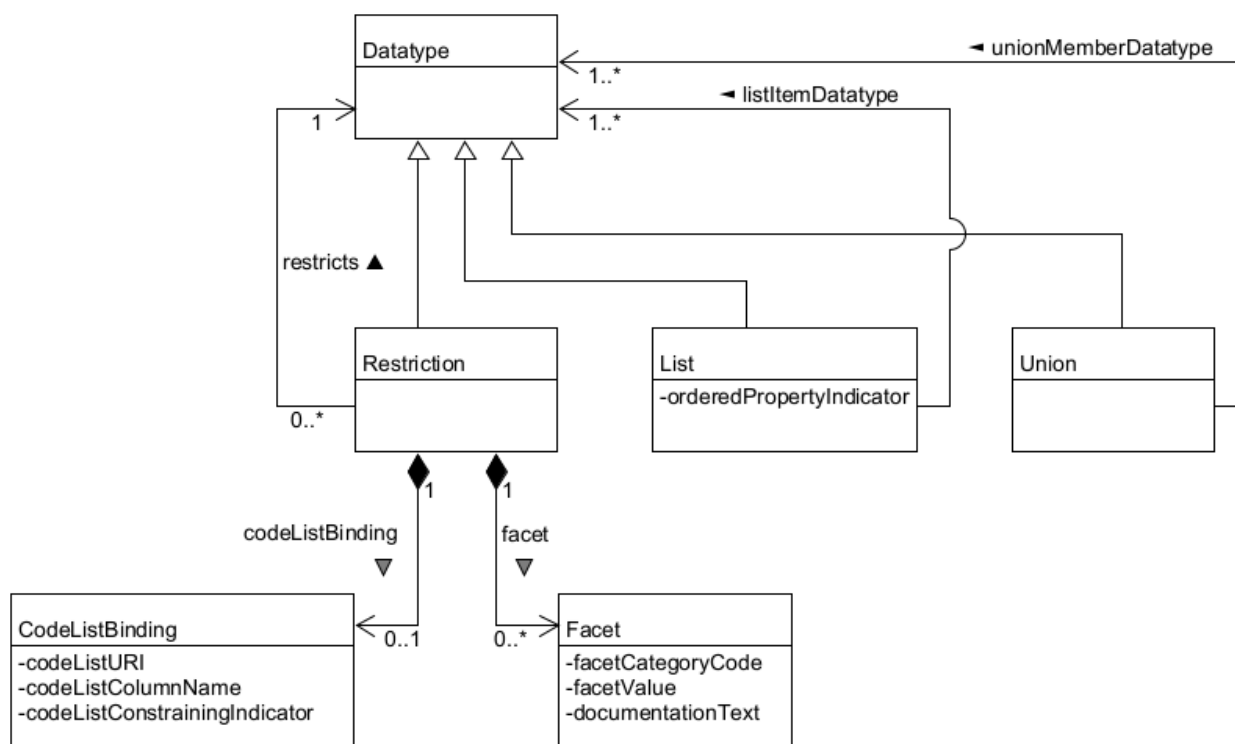 Datatype
◄ unionMemberDatatype
1..*
◄ listItemDatatype
1
1..*
restricts ▲
Restriction
List
Union
-orderedPropertyIndicator
0..*
1
1
codeListBinding
▼
facet
▼
CodeListBinding
0..1
0..*
Facet
-codeListURI
-codeListColumnName
-codeListConstrainingIndicator
-facetCategoryCode
-facetValue
-documentationText